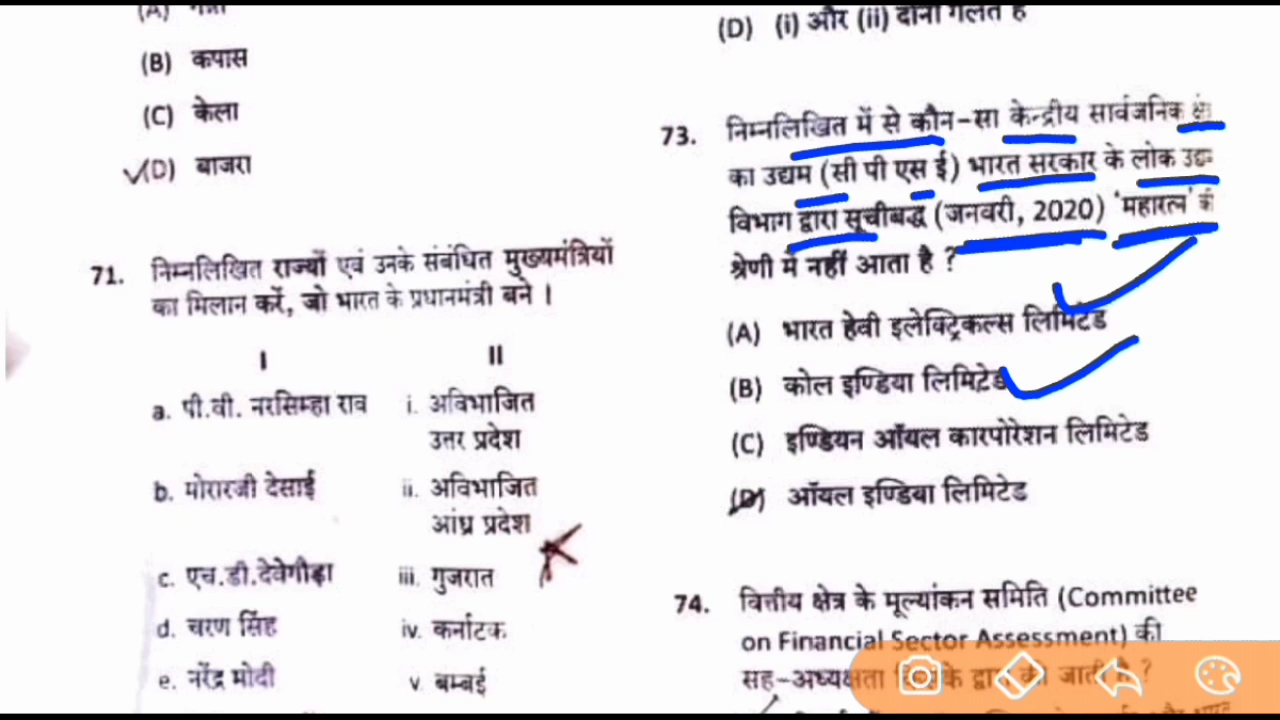 (B) कपास
(C) केला
(D) बाजरा
71. निम्नलिखित राज्यों एवं उनके संबंधित मुख्यमंत्रियों
का मिलान करें, जो भारत के प्रधानमंत्री बने ।
I II
a. पी.वी. नरसिम्हा राव i. अविभाजित
उत्तर प्रदेश
b. मोरारजी देसाई ii. अविभाजित
आंध्र प्रदेश
c. एच.डी.देवेगौड़ा iii. गुजरात
d. चरण सिंह iv. कर्नाटक
e. नरेंद्र मोदी v. बम्बई
(D) (i) और (ii) दोनों गलत हैं
73. निम्नलिखित में से कौन-सा केन्द्रीय सार्वजनिक
का उद्यम (सी पी एस ई) भारत सरकार के लोक
विभाग द्वारा सूचीबद्ध (जनवरी, 2020) 'महारत्न' की
श्रेणी में नहीं आता है ?
(A) भारत हेवी इलेक्ट्रिकल्स लिमिटेड
(B) कोल इण्डिया लिमिटेड
(C) इण्डियन ऑयल कारपोरेशन लिमिटेड
(D) ऑयल इण्डिया लिमिटेड
74. वित्तीय क्षेत्र के मूल्यांकन समिति (Committee
on Financial Sector Assessment) की
सह-अध्यक्षता द्वारा की जाती है ?